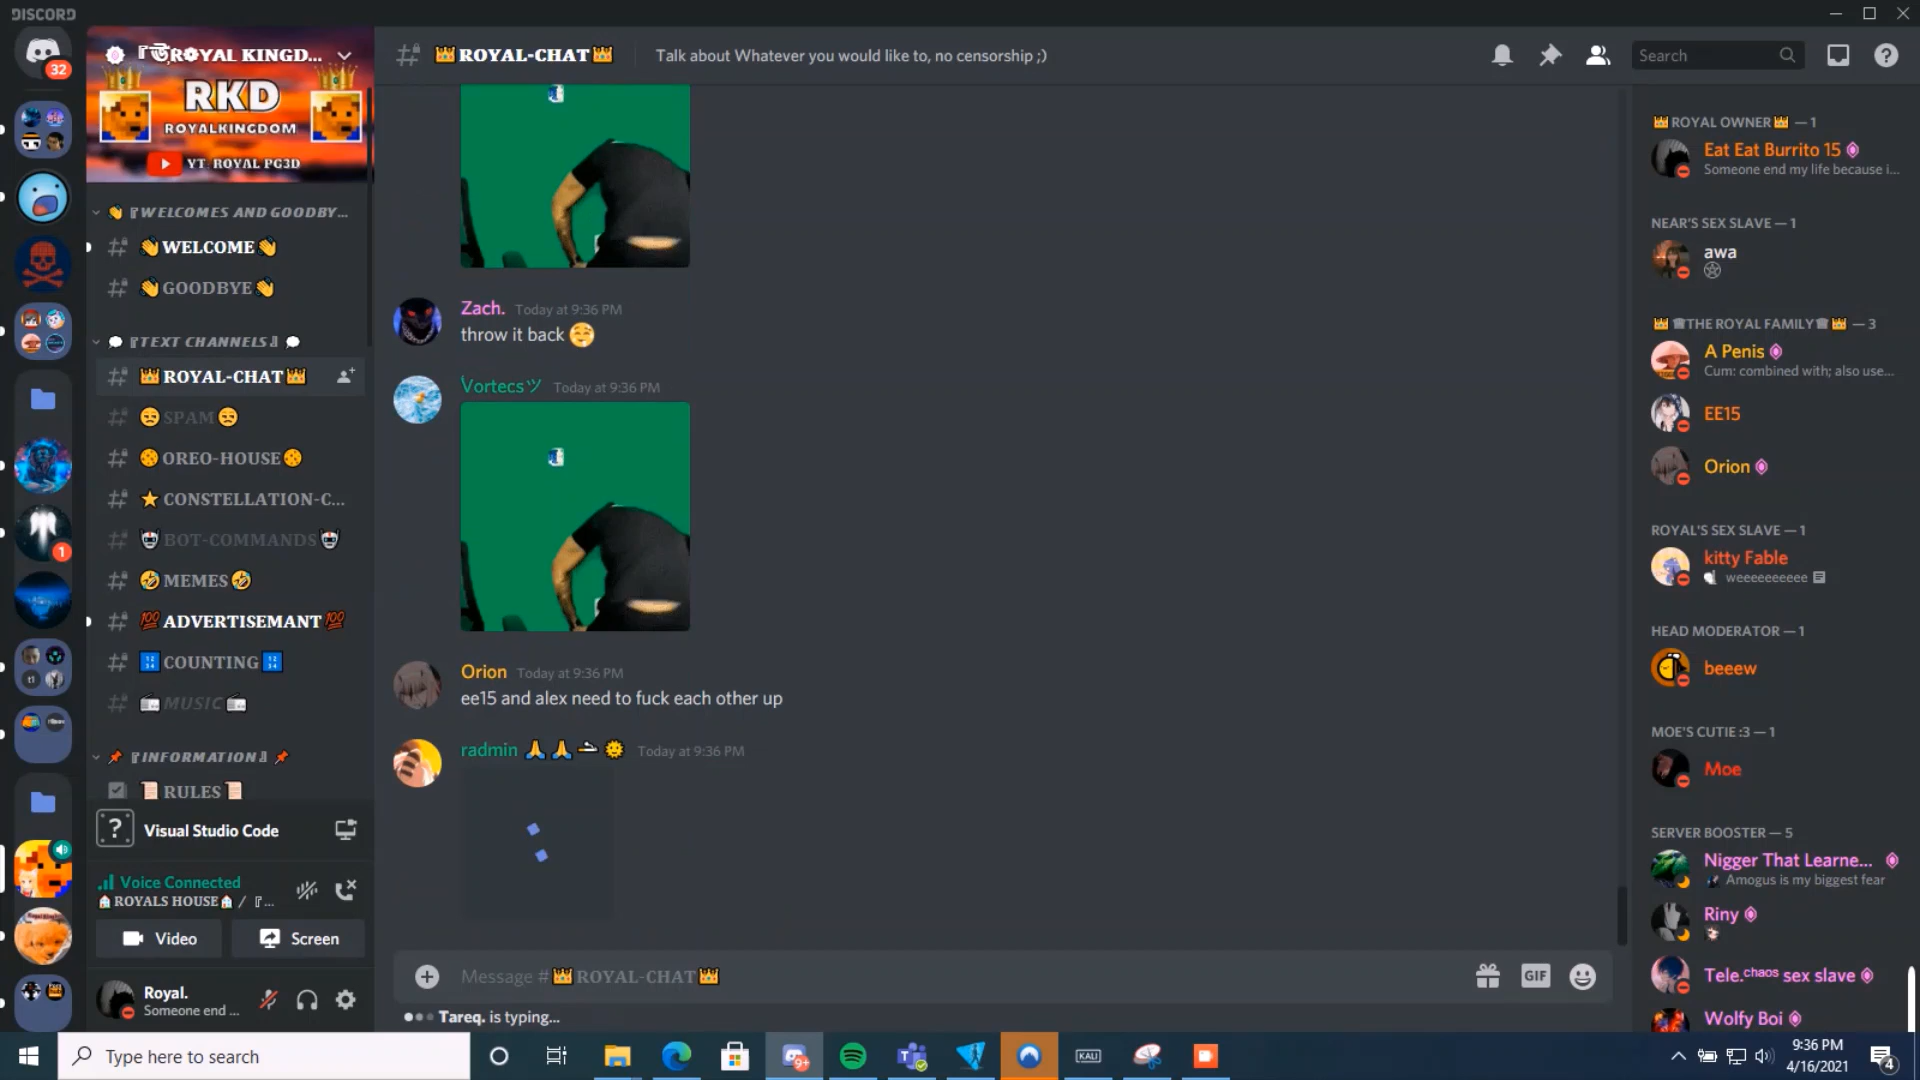 DISCORD
32
ROYAL KINGD...
RKD
ROYALKINGDOM
YT ROYAL PG3D
『WELCOMES AND GOODBY...
👋WELCOME👋
👋GOODBYE👋
💬『TEXT CHANNELS』💬
👑ROYAL-CHAT👑
😒SPAM😒
🍪OREO-HOUSE🍪
⭐CONSTELLATION-C...
🤖BOT-COMMANDS🤖
🤣MEMES🤣
1
💯ADVERTISEMANT💯
🔢COUNTING🔢
📻MUSIC📻
📌『INFORMATION』📌
📜RULES📜
Visual Studio Code
Voice Connected
🏠ROYALS HOUSE🏠 / 『...
Video
Screen
Royal.
Someone end ...
👑ROYAL-CHAT👑
Talk about Whatever you would like to, no censorship ;)
Search
Zach. Today at 9:36 PM
throw it back
Vortecsツ Today at 9:36 PM
Orion Today at 9:36 PM
ee15 and alex need to fuck each other up
radmin 🙏 🙏 Today at 9:36 PM
Message #👑ROYAL-CHAT👑
GIF
Tareq. is typing...
👑ROYAL OWNER👑 — 1
Eat Eat Burrito 15
Someone end my life because i...
NEAR'S SEX SLAVE — 1
awa
👑THE ROYAL FAMILY👑 — 3
A Penis
Cum: combined with; also use...
EE15
Orion
ROYAL'S SEX SLAVE — 1
kitty Fable
weeeeeeeeee
HEAD MODERATOR — 1
beeew
MOE'S CUTIE :3 — 1
Moe
SERVER BOOSTER — 5
Nigger That Learne...
Amogus is my biggest fear
Riny
Tele.ᶜʰᵃᵒˢ sex slave
Wolfy Boi
Type here to search
9+
KALI
9:36 PM
4/16/2021
4